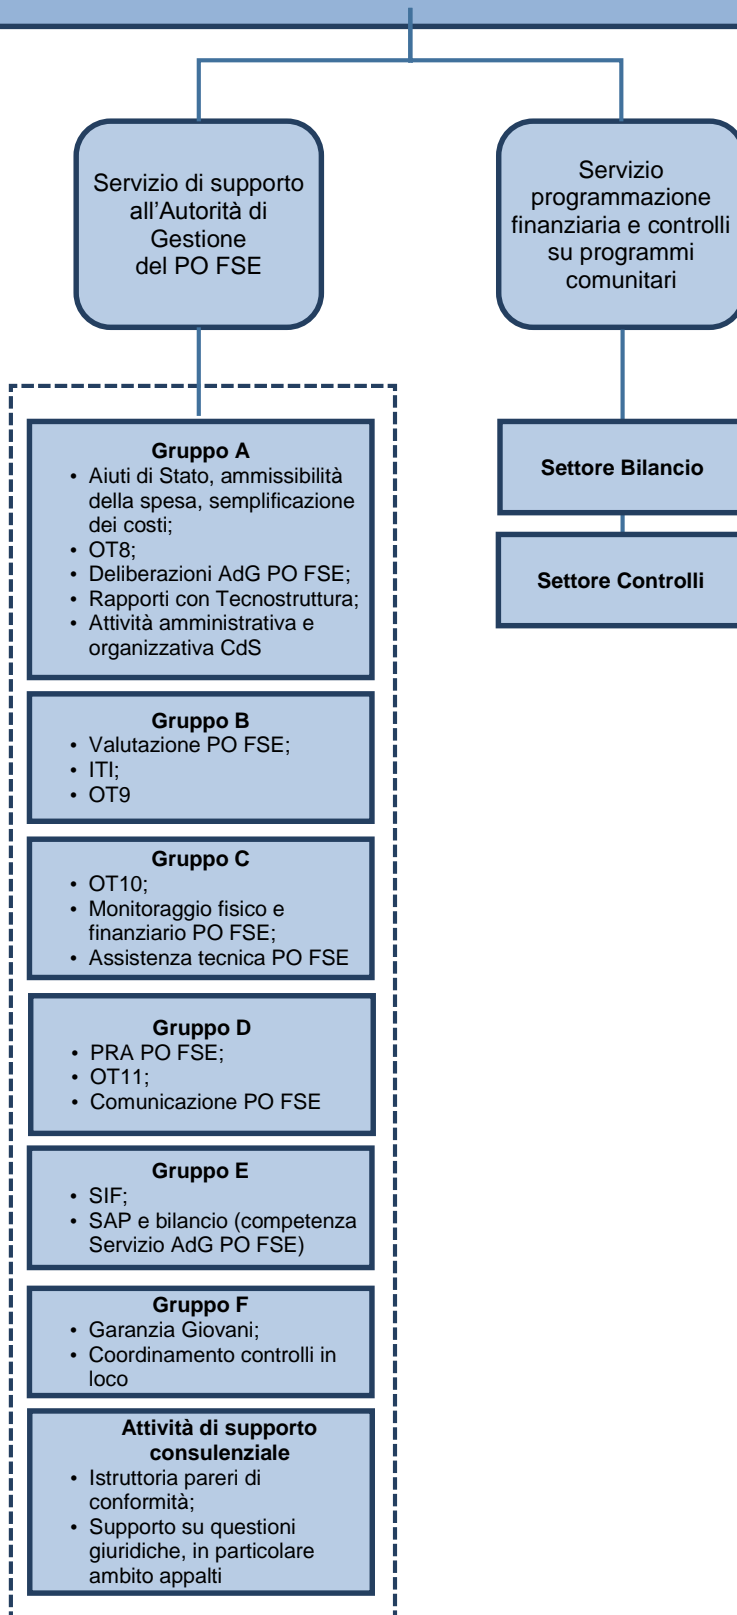 Servizio di supporto
all'Autorità di
Gestione
del PO FSE
Servizio
programmazione
finanziaria e controlli
su programmi
comunitari
Gruppo A
• Aiuti di Stato, ammissibilità
della spesa, semplificazione
dei costi;
• OT8;
• Deliberazioni AdG PO FSE;
• Rapporti con Tecnostruttura;
• Attività amministrativa e
organizzativa CdS
Gruppo B
• Valutazione PO FSE;
• ITI;
• OT9
Gruppo C
• OT10;
• Monitoraggio fisico e
finanziario PO FSE;
• Assistenza tecnica PO FSE
Gruppo D
• PRA PO FSE;
• OT11;
• Comunicazione PO FSE
Gruppo E
• SIF;
• SAP e bilancio (competenza
Servizio AdG PO FSE)
Gruppo F
• Garanzia Giovani;
• Coordinamento controlli in
loco
Attività di supporto
consulenziale
• Istruttoria pareri di
conformità;
• Supporto su questioni
giuridiche, in particolare
ambito appalti
Settore Bilancio
Settore Controlli